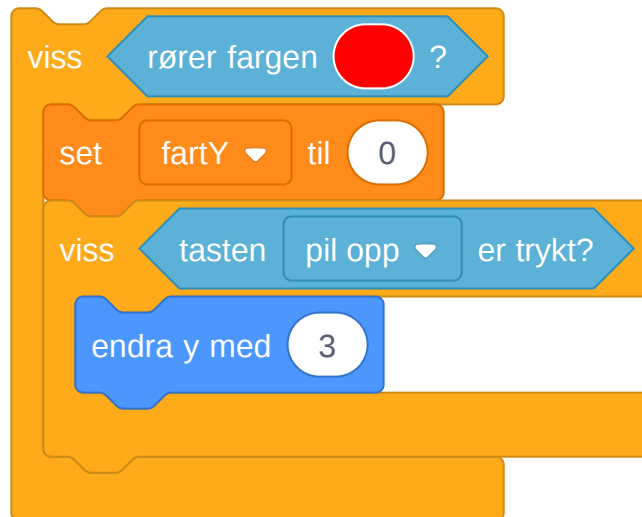 viss rører fargen ?
set fartY til 0
viss tasten pil opp er trykt?
endra y med 3